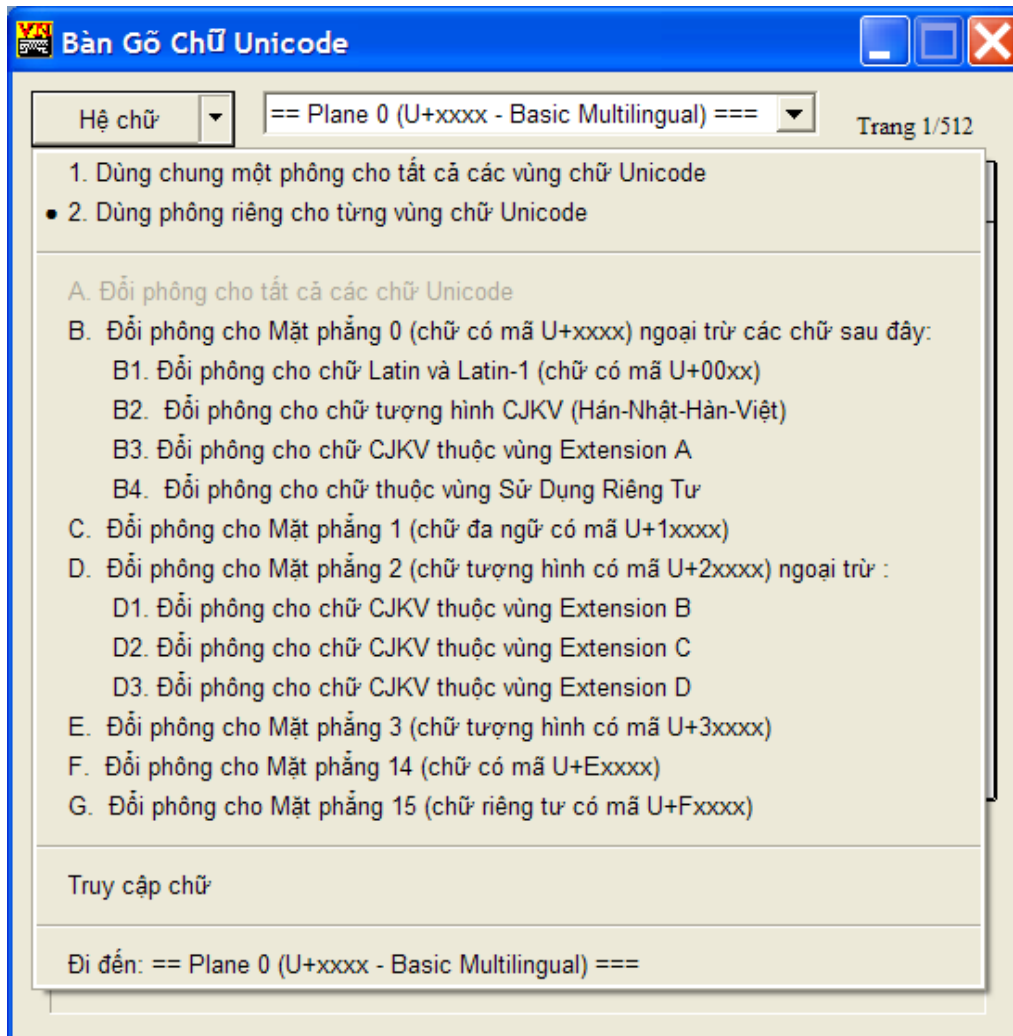 Bàn Gõ Chữ Unicode
Hệ chữ
== Plane 0 (U+xxxx - Basic Multilingual) ===
Trang 1/512
1. Dùng chung một phông cho tất cả các vùng chữ Unicode
• 2. Dùng phông riêng cho từng vùng chữ Unicode
A. Đổi phông cho tất cả các chữ Unicode
B. Đổi phông cho Mặt phẳng 0 (chữ có mã U+xxxx) ngoại trừ các chữ sau đây:
B1. Đổi phông cho chữ Latin và Latin-1 (chữ có mã U+00xx)
B2. Đổi phông cho chữ tượng hình CJKV (Hán-Nhật-Hàn-Việt)
B3. Đổi phông cho chữ CJKV thuộc vùng Extension A
B4. Đổi phông cho chữ thuộc vùng Sử Dụng Riêng Tư
C. Đổi phông cho Mặt phẳng 1 (chữ đa ngữ có mã U+1xxxx)
D. Đổi phông cho Mặt phẳng 2 (chữ tượng hình có mã U+2xxxx) ngoại trừ :
D1. Đổi phông cho chữ CJKV thuộc vùng Extension B
D2. Đổi phông cho chữ CJKV thuộc vùng Extension C
D3. Đổi phông cho chữ CJKV thuộc vùng Extension D
E. Đổi phông cho Mặt phẳng 3 (chữ tượng hình có mã U+3xxxx)
F. Đổi phông cho Mặt phẳng 14 (chữ có mã U+Exxxx)
G. Đổi phông cho Mặt phẳng 15 (chữ riêng tư có mã U+Fxxxx)
Truy cập chữ
Đi đến: == Plane 0 (U+xxxx - Basic Multilingual) ===